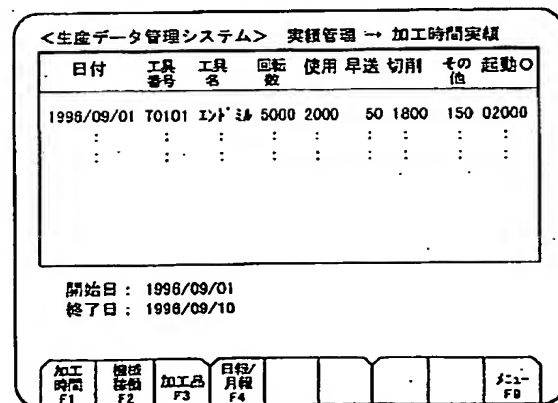 <生産データ管理システム> 実績管理 → 加工時間実績
日付 工具番号 工具名 回転数 使用 早送 切削 その他 起動O
1996/09/01 T0101 エンドミル 5000 2000 50 1800 150 02000
: : : : : : : : :
: : : : : : : : :
開始日: 1996/09/01
終了日: 1996/09/10
加工時間 F1 機械稼働 F2 加工品 F3 日報/月報 F4 メニュー F9